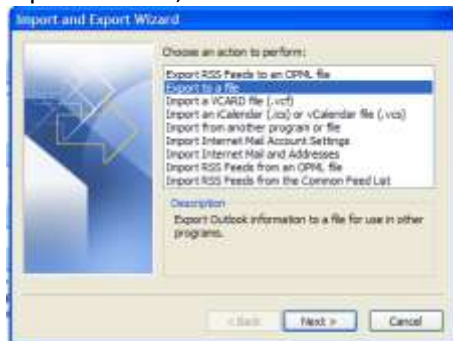 Import and Export Wizard
Choose an action to perform:
Export RSS Feeds to an OPML file
Export to a file
Import a VCARD file (.vcf)
Import an iCalendar (.ics) or vCalendar file (.vcs)
Import from another program or file
Import Internet Mail Account Settings
Import Internet Mail and Addresses
Import RSS Feeds from an OPML file
Import RSS Feeds from the Common Feed List
Description
Export Outlook information to a file for use in other
programs.
< Back Next > Cancel